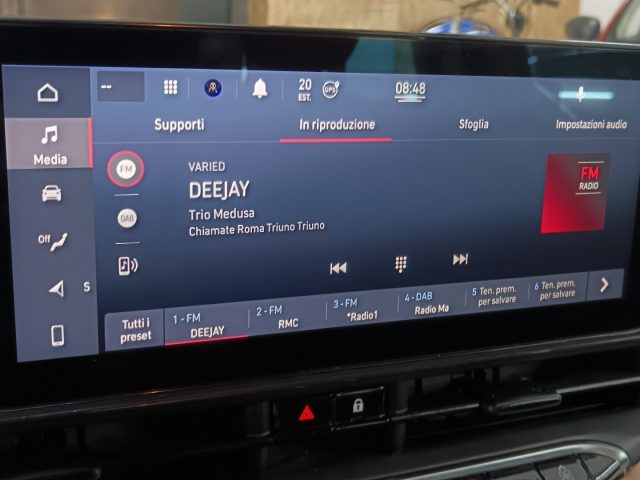 --
20
EST.
GPS
08:48
Supporti
In riproduzione
Sfoglia
Impostazioni audio
Media
Off
S
FM
DAB
VARIED
DEEJAY
Trio Medusa
Chiamate Roma Triuno Triuno
FM
RADIO
Tutti i
preset
1 - FM
DEEJAY
2 - FM
RMC
3 - FM
*Radio1
4 - DAB
Radio Ma
5 Ten. prem.
per salvare
6 Ten. prem.
per salvare